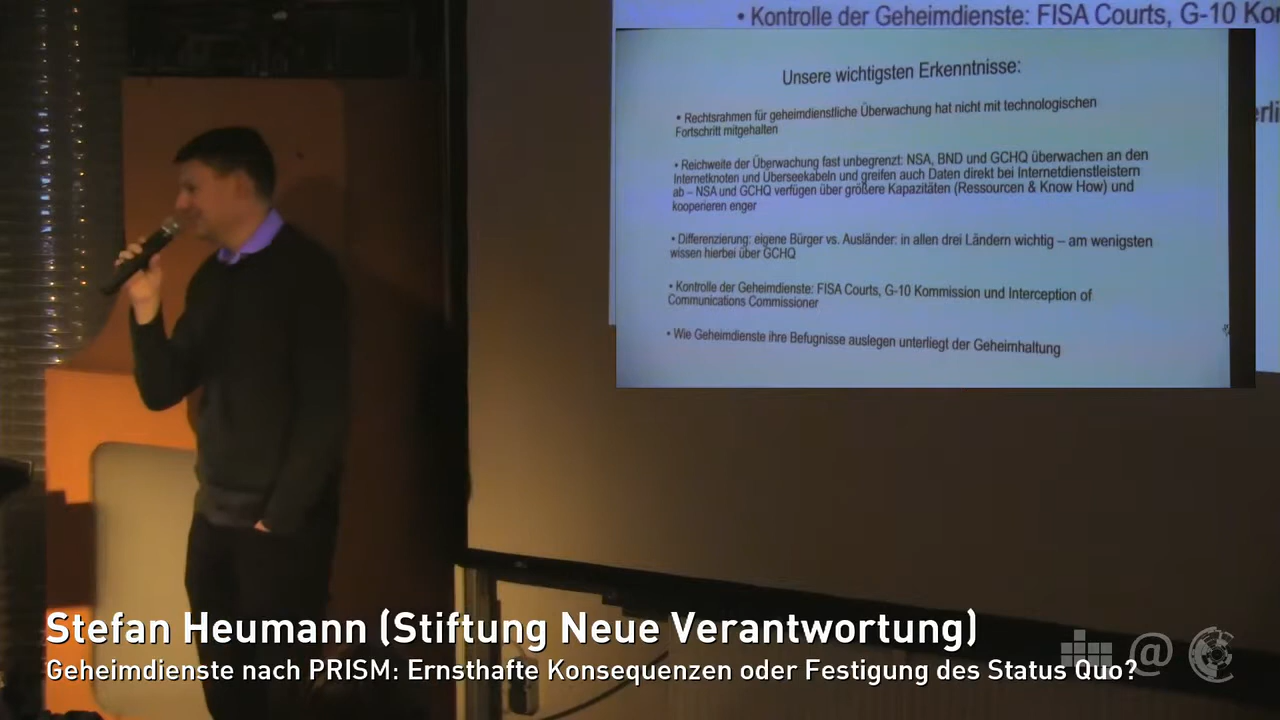 • Kontrolle der Geheimdienste: FISA Courts, G-10
Unsere wichtigsten Erkenntnisse:
• Rechtsrahmen für geheimdienstliche Überwachung hat nicht mit technologischen
Fortschritt mitgehalten
• Reichweite der Überwachung fast unbegrenzt: NSA, BND und GCHQ überwachen an den
Internetknoten und Überseekabeln und greifen auch Daten direkt bei Internetdienstleistern
ab – NSA und GCHQ verfügen über größere Kapazitäten (Ressourcen & Know How) und
kooperieren enger
• Differenzierung: eigene Bürger vs. Ausländer: in allen drei Ländern wichtig – am wenigsten
wissen hierbei über GCHQ
• Kontrolle der Geheimdienste: FISA Courts, G-10 Kommission und Interception of
Communications Commissioner
• Wie Geheimdienste ihre Befugnisse auslegen unterliegt der Geheimhaltung
Stefan Heumann (Stiftung Neue Verantwortung)
Geheimdienste nach PRISM: Ernsthafte Konsequenzen oder Festigung des Status Quo?
@